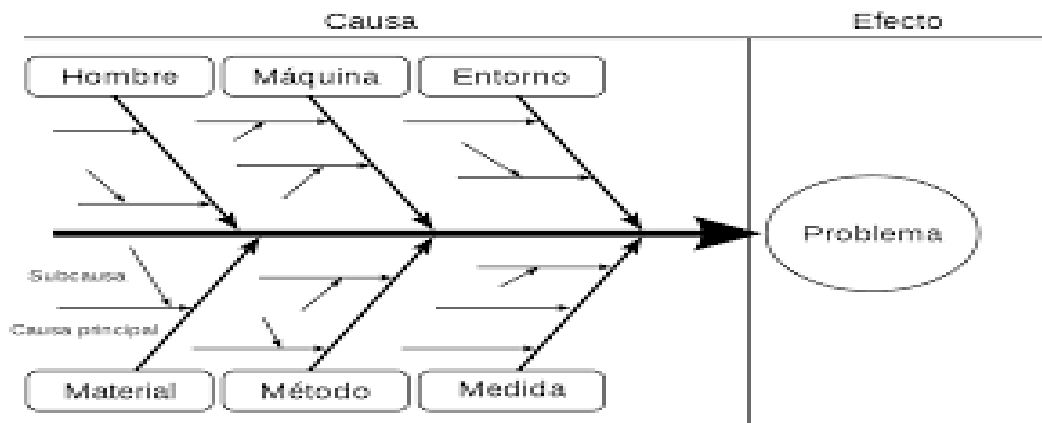 Causa
Efecto
Hombre
Máquina
Entorno
Problema
Subcausa
Causa principal
Material
Método
Medida